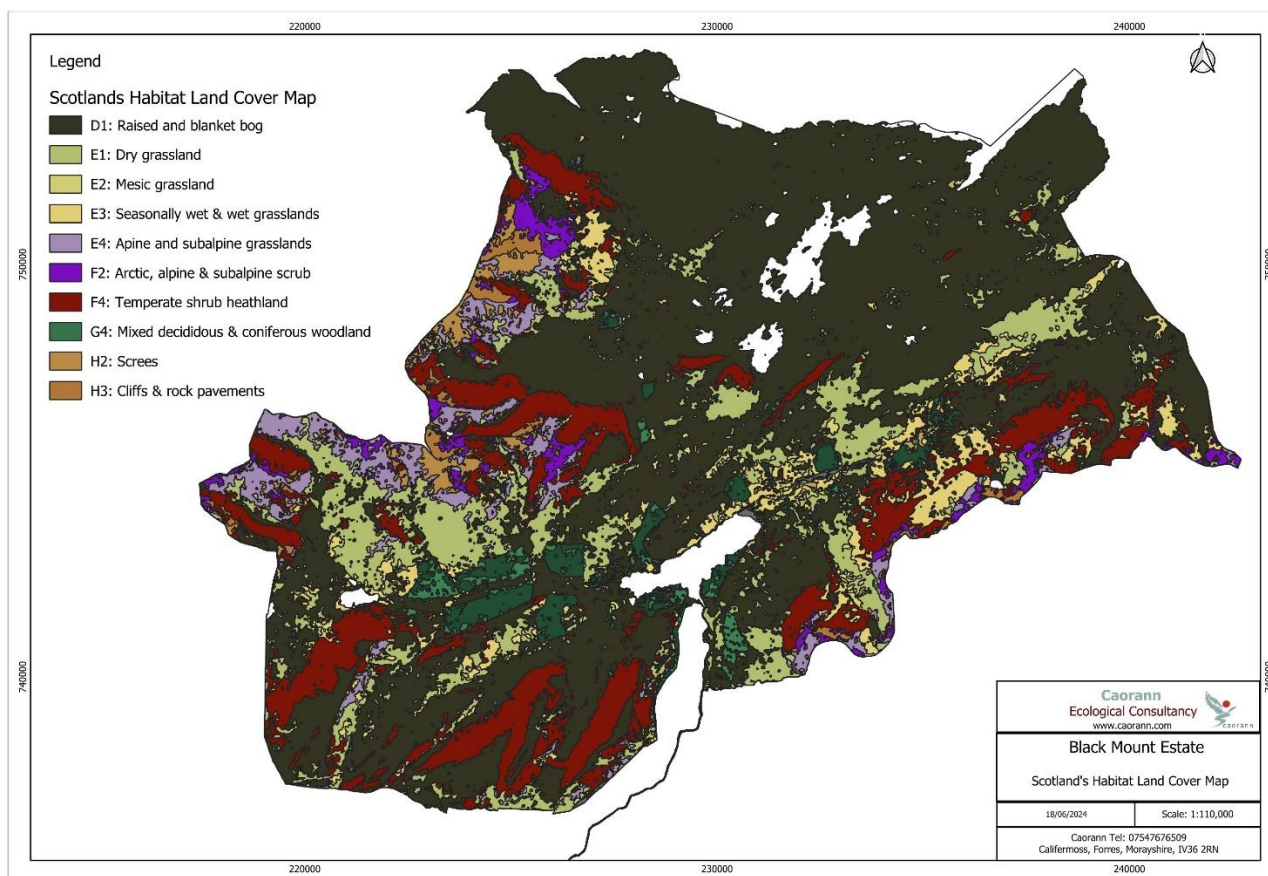 220000
230000
240000
Legend
Scotlands Habitat Land Cover Map
D1: Raised and blanket bog
E1: Dry grassland
E2: Mesic grassland
E3: Seasonally wet & wet grasslands
E4: Apine and subalpine grasslands
F2: Arctic, alpine & subalpine scrub
F4: Temperate shrub heathland
G4: Mixed decididous & coniferous woodland
H2: Screes
H3: Cliffs & rock pavements
750000
750000
740000
740000
Caorann
Ecological Consultancy
www.caorann.com
caorann
Black Mount Estate
Scotland's Habitat Land Cover Map
18/06/2024
Scale: 1:110,000
Caorann Tel: 07547676509
Califermoss, Forres, Morayshire, IV36 2RN
220000
230000
240000